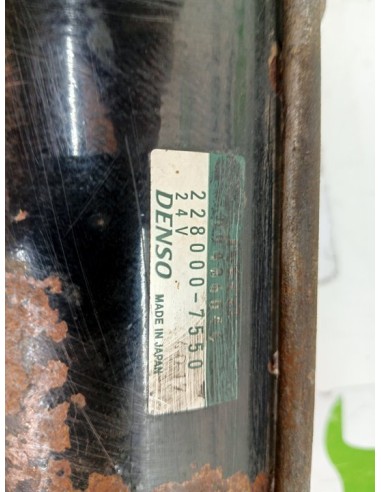 228000-7550
24V
DENSO
MADE IN JAPAN